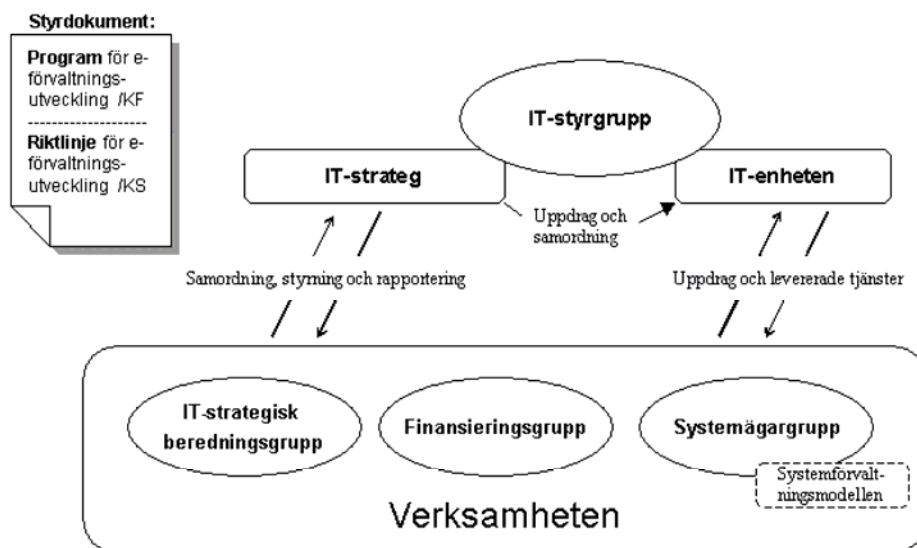 Styrdokument:
Program för e-
förvaltnings-
utveckling /KF
--------------------
Riktlinje för e-
förvaltnings-
utveckling /KS
IT-styrgrupp
IT-strateg
IT-enheten
Uppdrag och
samordning
Samordning, styrning och rapportering
Uppdrag och levererade tjänster
IT-strategisk
beredningsgrupp
Finansieringsgrupp
Systemägargrupp
Systemförvalt-
ningsmodellen
Verksamheten